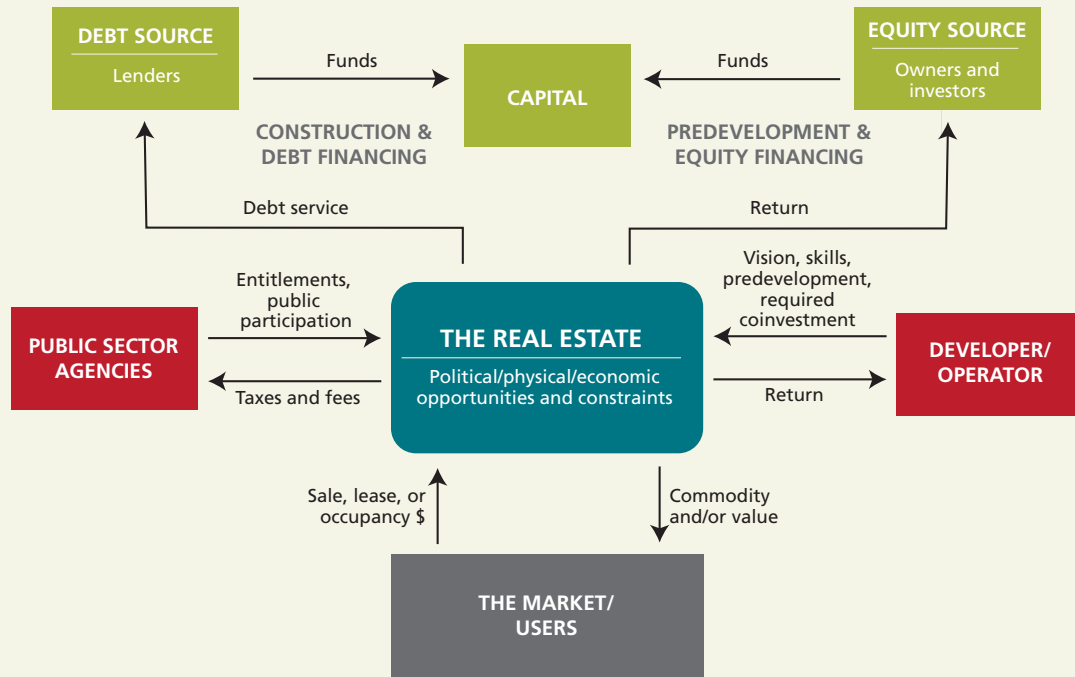 DEBT SOURCE
Lenders
Funds
CAPITAL
Funds
EQUITY SOURCE
Owners and
investors
CONSTRUCTION &
DEBT FINANCING
PREDEVELOPMENT &
EQUITY FINANCING
Debt service
Return
Entitlements,
public
participation
Vision, skills,
predevelopment,
required
coinvestment
PUBLIC SECTOR
AGENCIES
THE REAL ESTATE
Political/physical/economic
opportunities and constraints
DEVELOPER/
OPERATOR
Taxes and fees
Return
Sale, lease, or
occupancy $
Commodity
and/or value
THE MARKET/
USERS